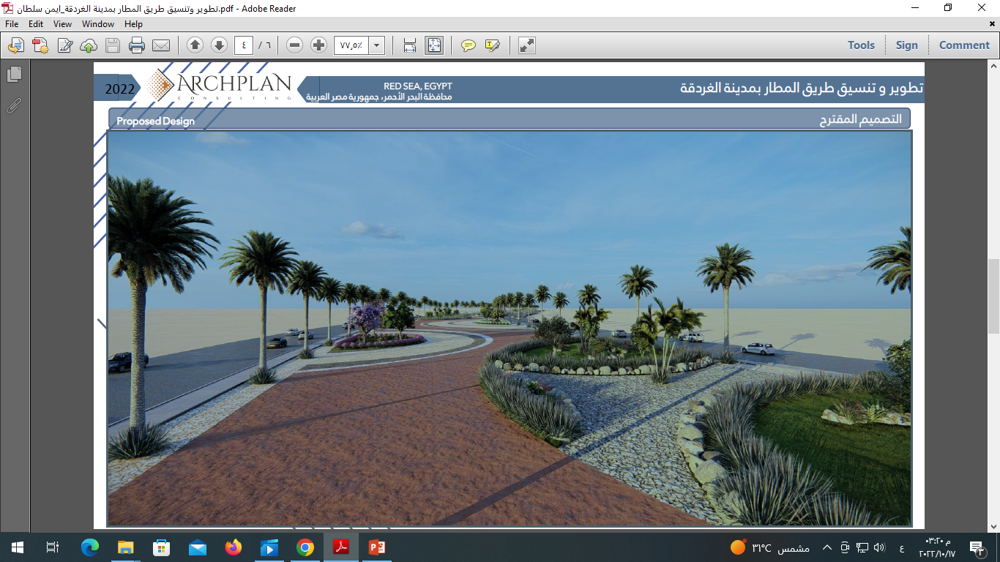 تطوير وتنسيق طريق المطار بمدينة الغردقة_ايمن سلطان.pdf - Adobe Reader
File Edit View Window Help
٤ / ٦ ٧٧٫٥٪ Tools Sign Comment
2022 ARCHPLAN CONSULTING
RED SEA, EGYPT
محافظة البحر الأحمر، جمهورية مصر العربية
تطوير و تنسيق طريق المطار بمدينة الغردقة
Proposed Design
التصميم المقترح
٣١°C مشمس
ع
٠٣:٢٠ م
٢٠٢٢/١٠/١٧
٣